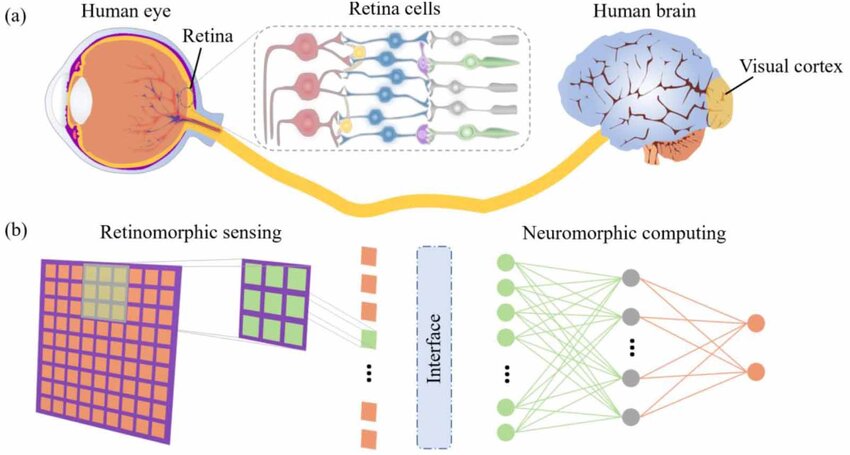 (a)
Human eye
Retina cells
Human brain
Retina
Visual cortex
(b)
Retinomorphic sensing
Neuromorphic computing
Interface